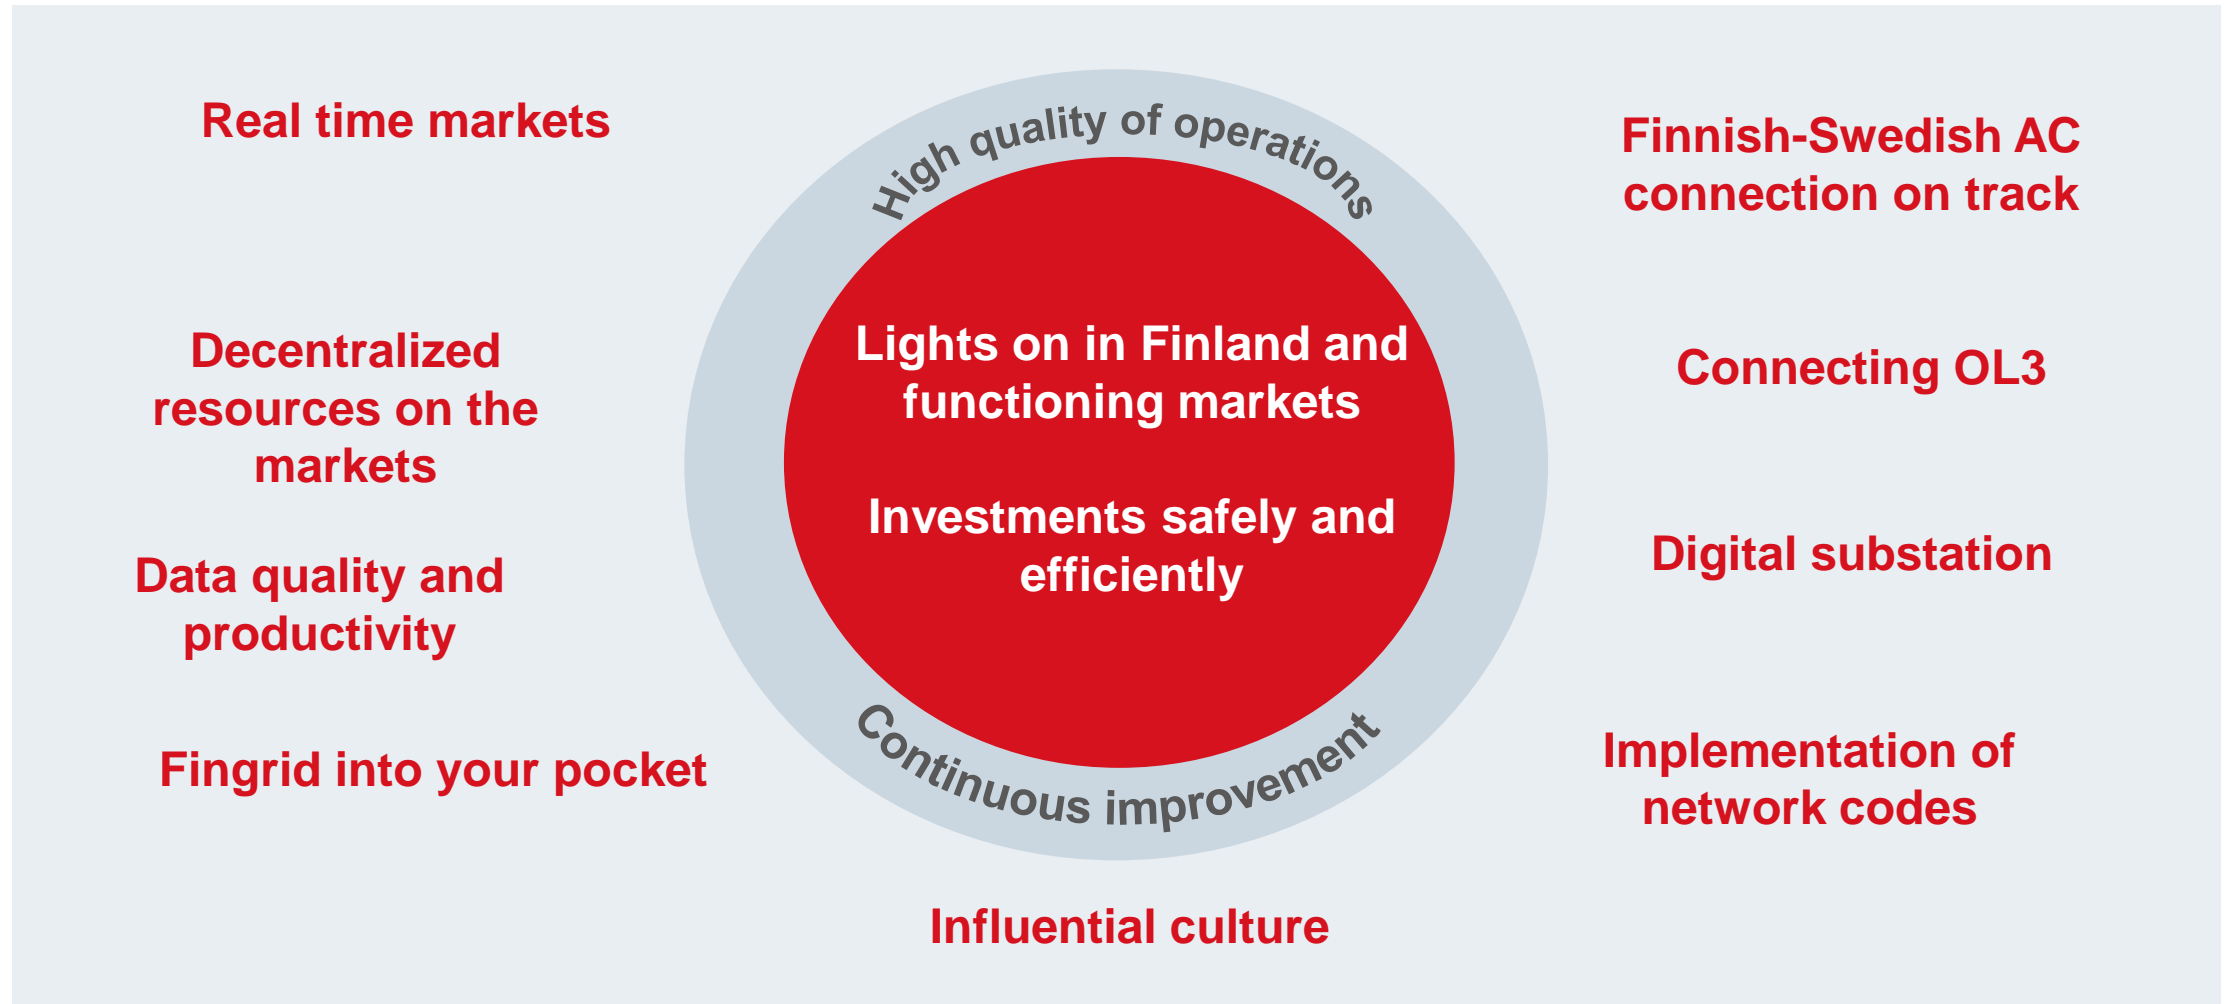 Real time markets
Decentralized
resources on the
markets
Data quality and
productivity
Fingrid into your pocket
High quality of operations
Lights on in Finland and
functioning markets
Investments safely and
efficiently
Continuous improvement
Influential culture
Finnish-Swedish AC
connection on track
Connecting OL3
Digital substation
Implementation of
network codes